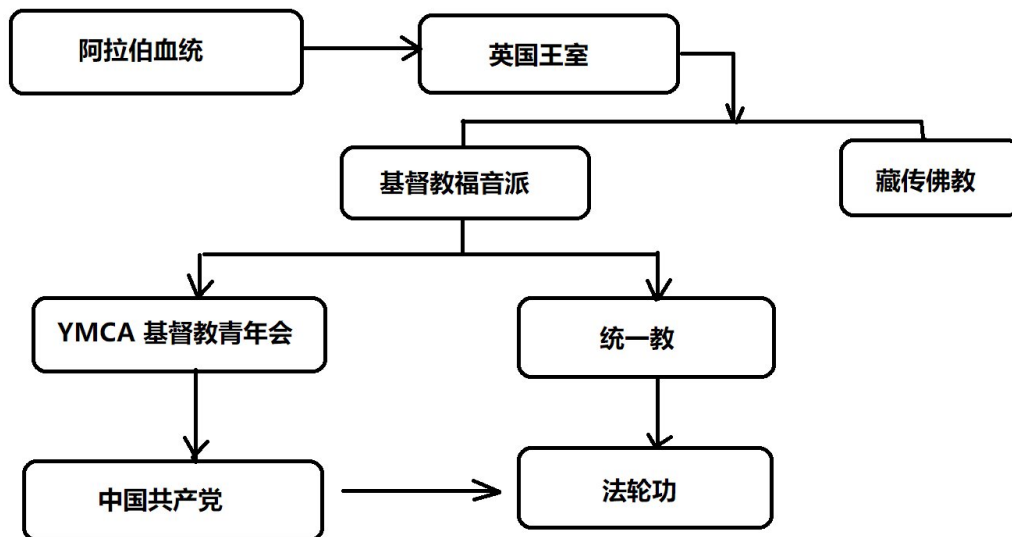 阿拉伯血统
英国王室
基督教福音派
藏传佛教
YMCA 基督教青年会
统一教
中国共产党
法轮功